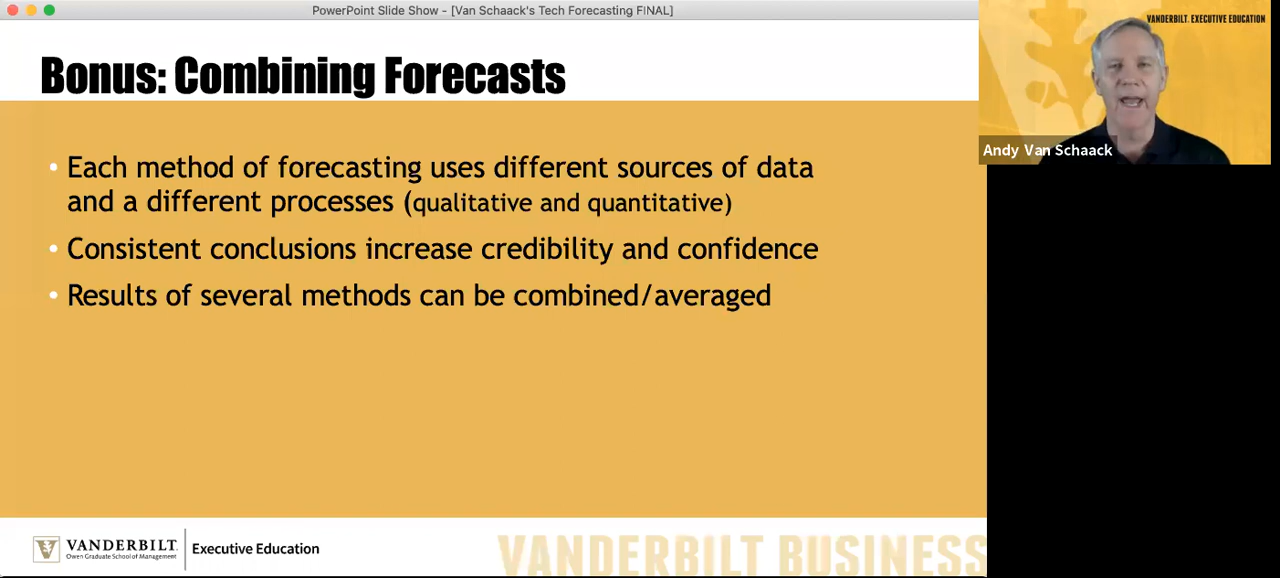 PowerPoint Slide Show - [Van Schaack's Tech Forecasting FINAL]
VANDERBILT. EXECUTIVE EDUCATION
Bonus: Combining Forecasts
Andy Van Schaack
• Each method of forecasting uses different sources of data
and a different processes (qualitative and quantitative)
• Consistent conclusions increase credibility and confidence
• Results of several methods can be combined/averaged
VANDERBILT
Owen Graduate School of Management
Executive Education
VANDERBILT BUSINESS